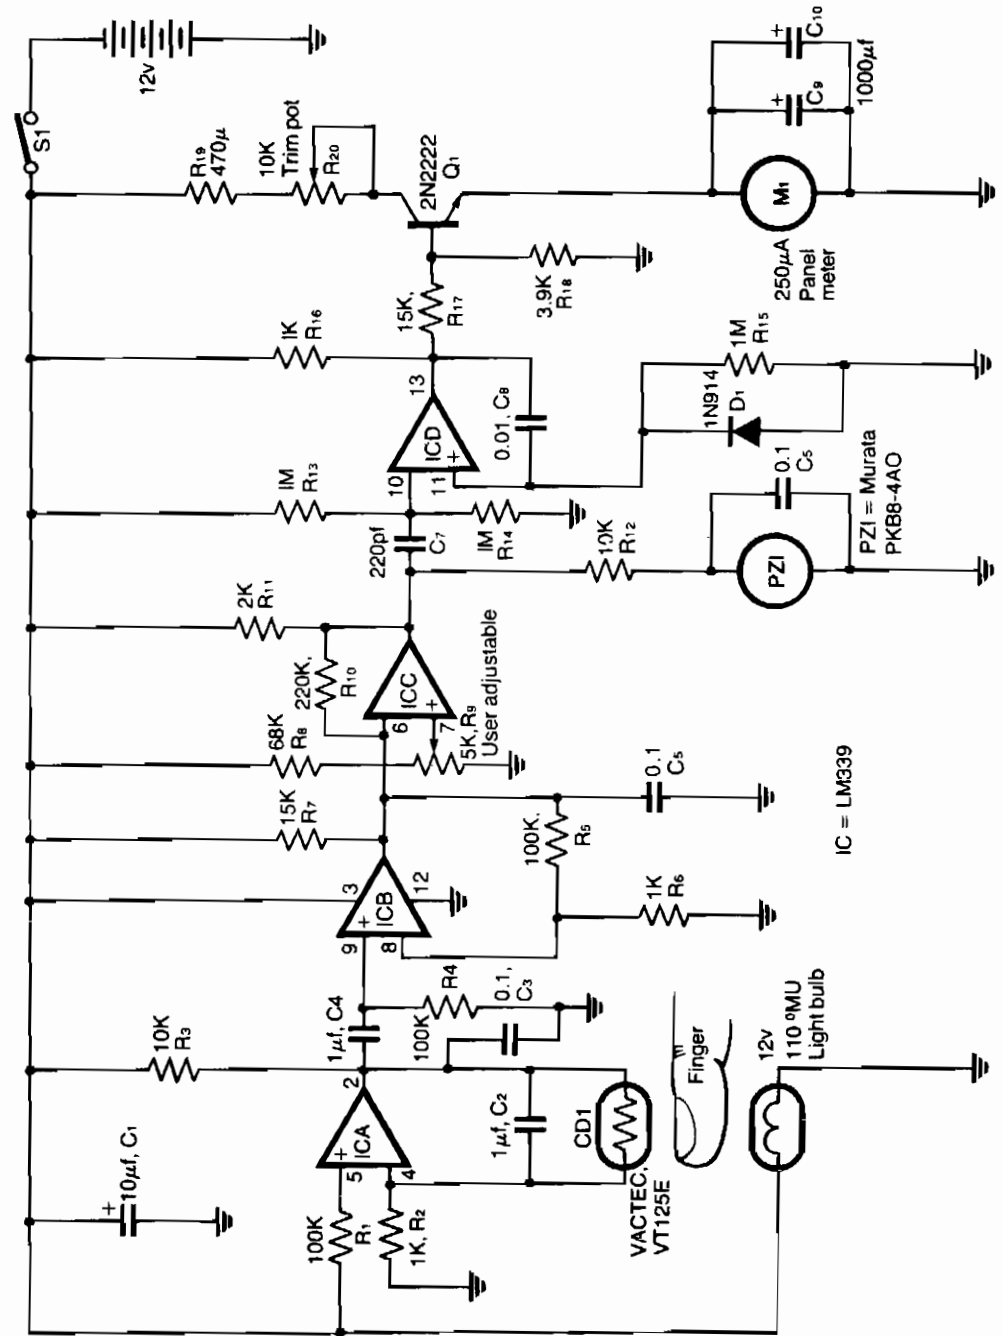 S1
12v
R19
470μ
10K
Trim pot
R20
2N2222
Q1
+
C10
+
C9
1000μf
M1
250μA
Panel
meter
3.9K
R18
15K,
R17
1K
R16
13
ICD
10
11
+
0.01, C8
1M
R15
1N914
D1
1M
R13
220pf
C7
1M
R14
10K
R12
0.1
C5
PZI
PZI = Murata
PKB8-4AO
2K
R11
220K,
R10
ICC
6
7
+
5K,R9
User adjustable
68K
R8
15K
R7
3
12
ICB
+
9
8
100K,
R5
0.1
C5
1K
R6
IC = LM339
10K
R3
1μf, C4
100K
R4
0.1,
C3
2
ICA
+
5
4
+
10μf, C1
100K
R1
1K, R2
1μf, C2
CD1
VACTEC,
VT125E
Finger
12v
110 ºMU
Light bulb